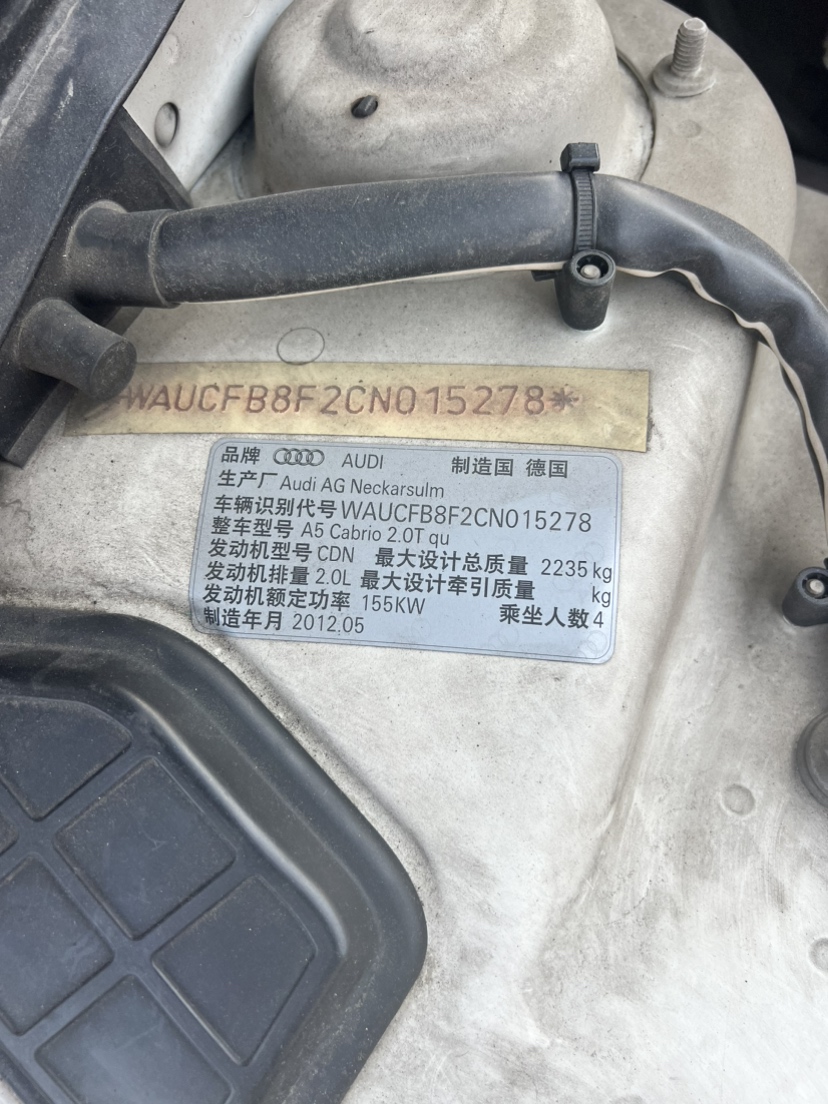 *WAUCFB8F2CN015278*
品牌 AUDI 制造国 德国
生产厂 Audi AG Neckarsulm
车辆识别代号 WAUCFB8F2CN015278
整车型号 A5 Cabrio 2.0T qu
发动机型号 CDN 最大设计总质量 2235 kg
发动机排量 2.0L 最大设计牵引质量 kg
发动机额定功率 155KW 乘坐人数 4
制造年月 2012.05